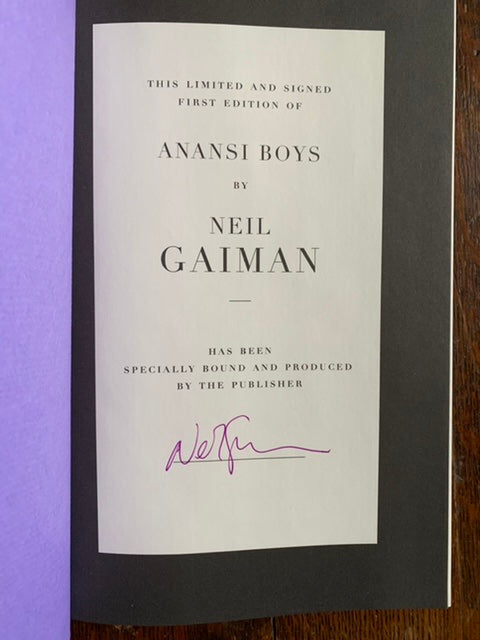 THIS LIMITED AND SIGNED
FIRST EDITION OF
ANANSI BOYS
BY
NEIL
GAIMAN
HAS BEEN
SPECIALLY BOUND AND PRODUCED
BY THE PUBLISHER